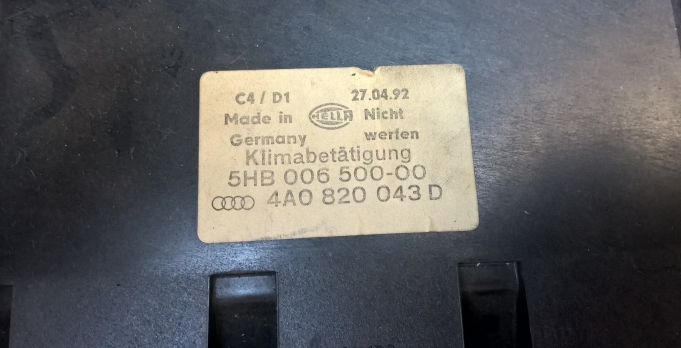 C4 / D1 27.04.92
Made in HELLA Nicht
Germany werfen
Klimabetätigung
5HB 006 500-00
4A0 820 043 D